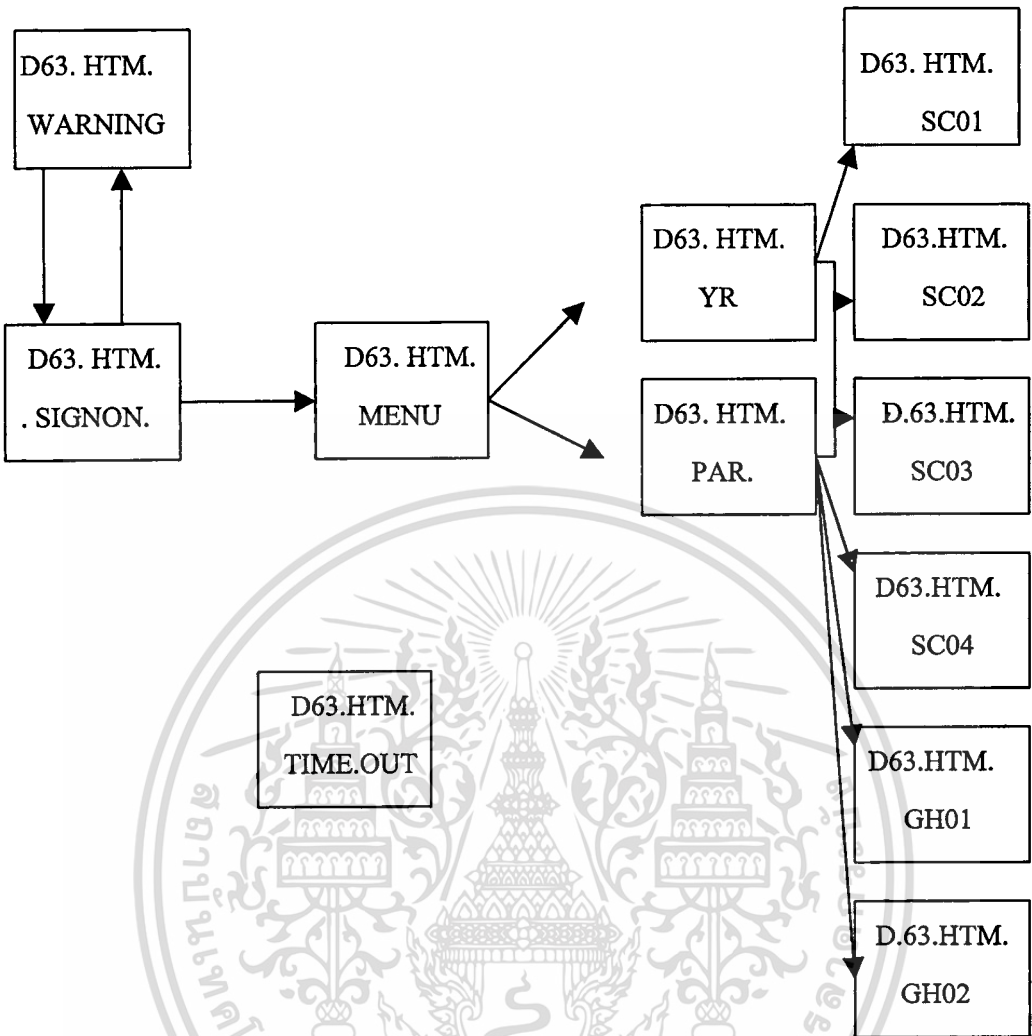 D63. HTM.
WARNING
D63. HTM.
. SIGNON.
D63. HTM.
MENU
D63. HTM.
YR
D63. HTM.
PAR.
D63. HTM.
SC01
D63.HTM.
SC02
D.63.HTM.
SC03
D63.HTM.
SC04
D63.HTM.
GH01
D.63.HTM.
GH02
D63.HTM.
TIME.OUT